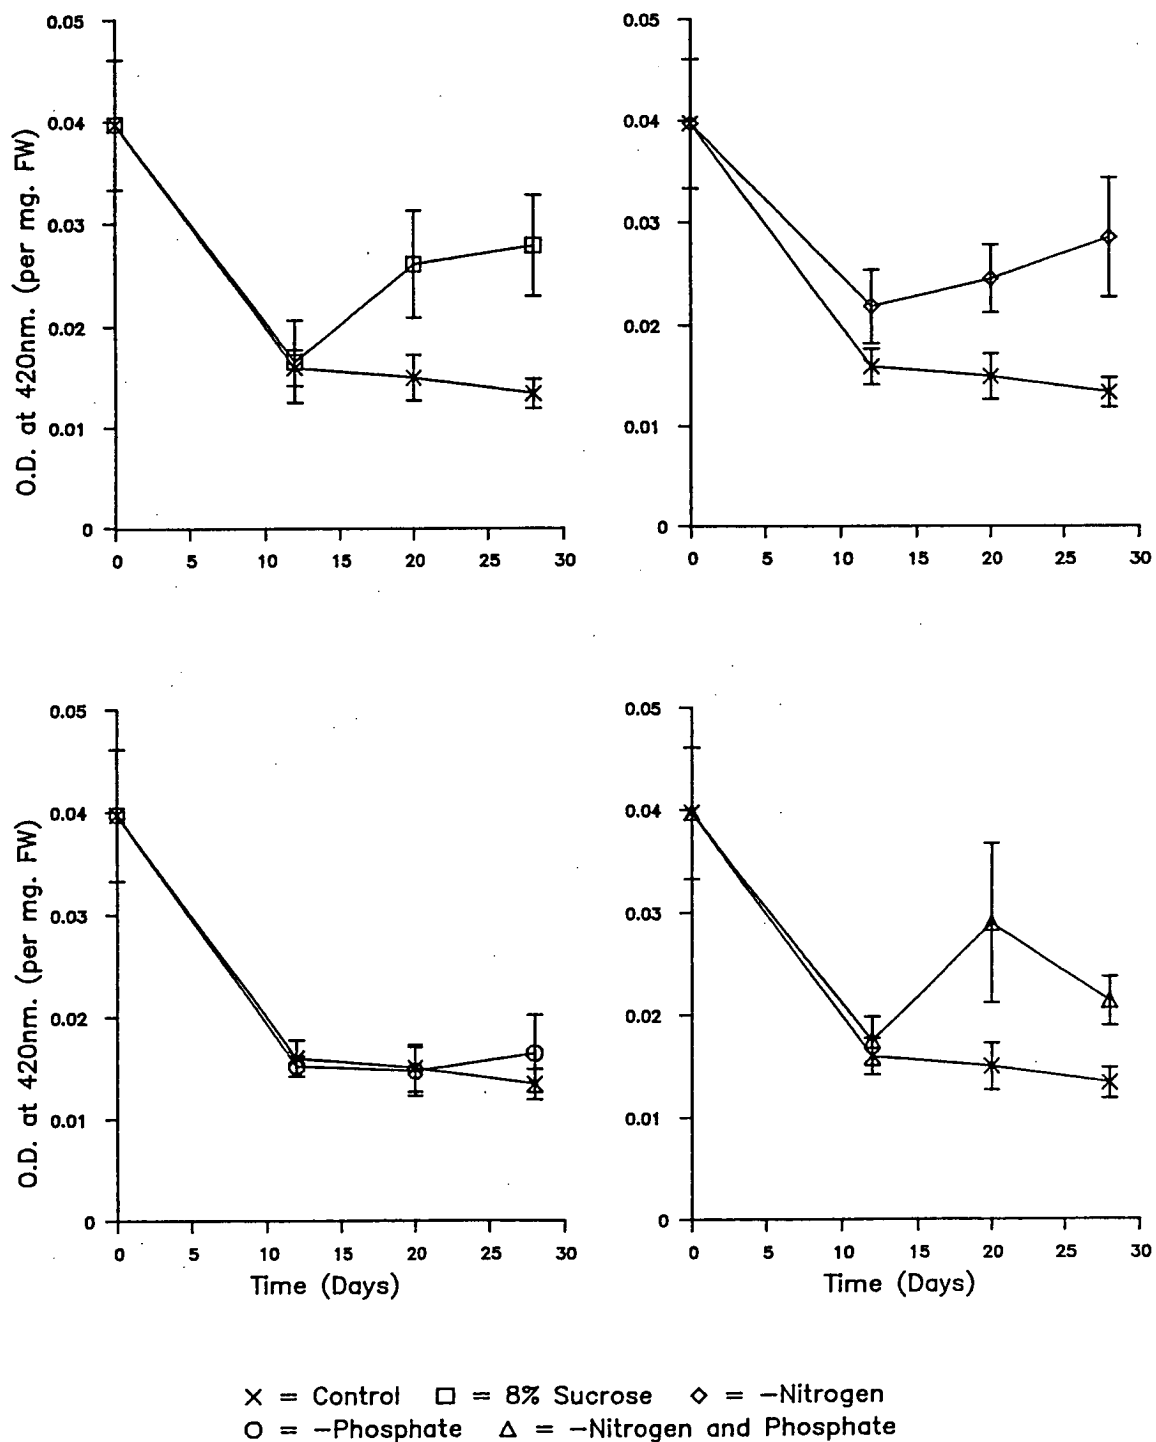 0.05
0.04
0.03
0.02
0.01
0
0 5 10 15 20 25 30
O.D. at 420nm. (per mg. FW)
0.05
0.04
0.03
0.02
0.01
0
0 5 10 15 20 25 30
0.05
0.04
0.03
0.02
0.01
0
0 5 10 15 20 25 30
O.D. at 420nm. (per mg. FW)
Time (Days)
0.05
0.04
0.03
0.02
0.01
0
0 5 10 15 20 25 30
Time (Days)
× = Control □ = 8% Sucrose ◇ = −Nitrogen
○ = −Phosphate △ = −Nitrogen and Phosphate